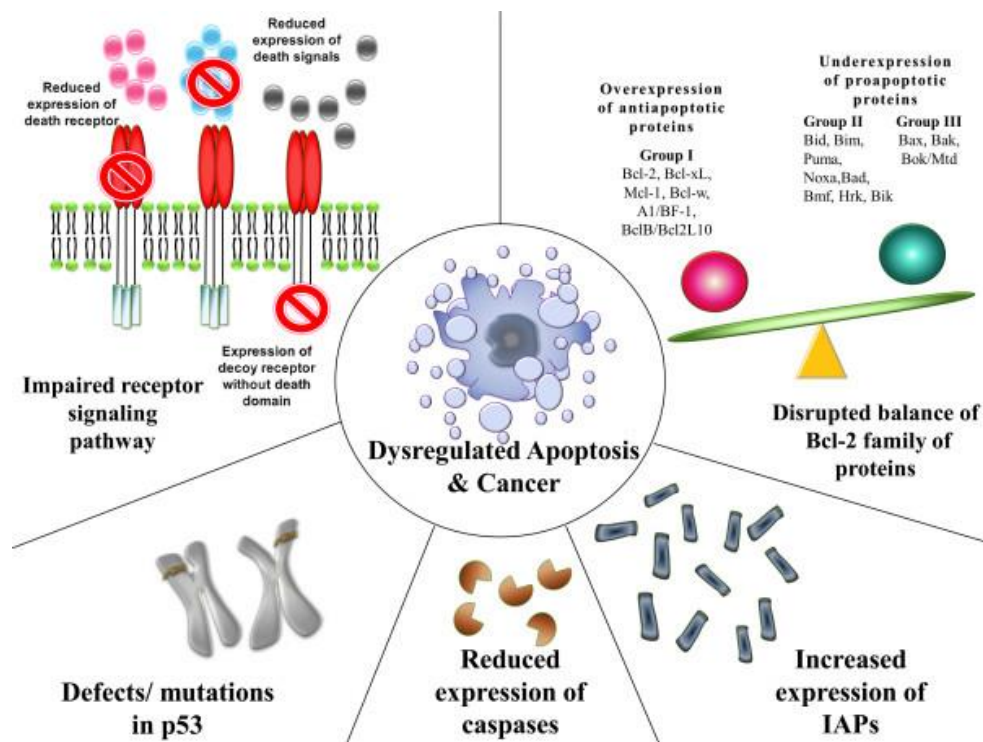 Reduced
expression of
death signals
Reduced
expression of
death receptor
Expression of
decoy receptor
without death
domain
Impaired receptor
signaling
pathway
Overexpression
of antiapoptotic
proteins
Group I
Bcl-2, Bcl-xL,
Mcl-1, Bcl-w,
A1/BF-1,
BclB/Bcl2L10
Underexpression
of proapoptotic
proteins
Group II
Bid, Bim,
Puma,
Noxa,Bad,
Bmf, Hrk, Bik
Group III
Bax, Bak,
Bok/Mtd
Disrupted balance of
Bcl-2 family of
proteins
Dysregulated Apoptosis
& Cancer
Defects/ mutations
in p53
Reduced
expression of
caspases
Increased
expression of
IAPs